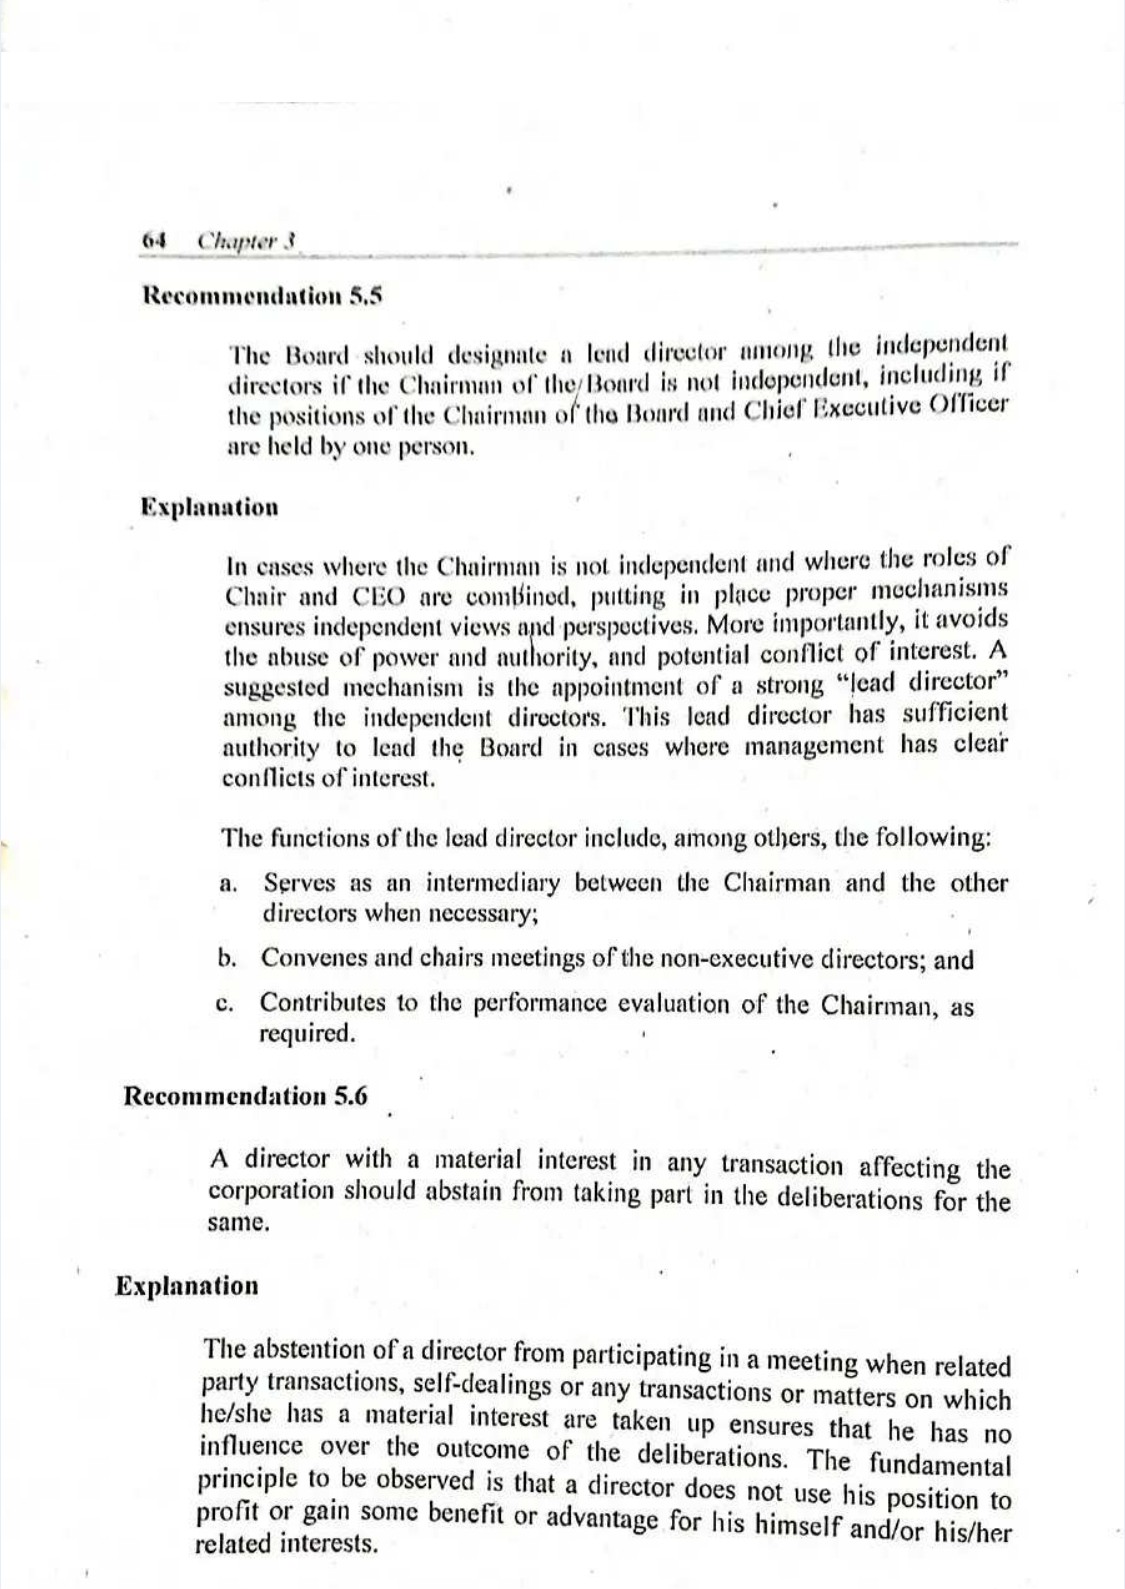 64 Chapter 3
Recommendation 5.5
The Board should designate a lead director among the independent
directors if the Chairman of the Board is not independent, including if
the positions of the Chairman of the Board and Chief Executive Officer
are held by one person.
Explanation
In cases where the Chairman is not independent and where the roles of
Chair and CEO are combined, putting in place proper mechanisms
ensures independent views and perspectives. More importantly, it avoids
the abuse of power and authority, and potential conflict of interest. A
suggested mechanism is the appointment of a strong “lead director”
among the independent directors. This lead director has sufficient
authority to lead the Board in cases where management has clear
conflicts of interest.
The functions of the lead director include, among others, the following:
a. Serves as an intermediary between the Chairman and the other
directors when necessary;
b. Convenes and chairs meetings of the non-executive directors; and
c. Contributes to the performance evaluation of the Chairman, as
required.
Recommendation 5.6
A director with a material interest in any transaction affecting the
corporation should abstain from taking part in the deliberations for the
same.
Explanation
The abstention of a director from participating in a meeting when related
party transactions, self-dealings or any transactions or matters on which
he/she has a material interest are taken up ensures that he has no
influence over the outcome of the deliberations. The fundamental
principle to be observed is that a director does not use his position to
profit or gain some benefit or advantage for his himself and/or his/her
related interests.